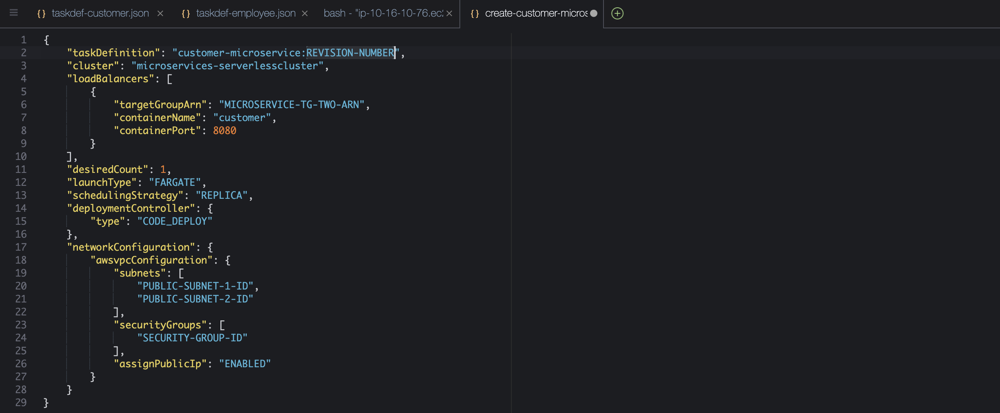 taskdef-customer.json taskdef-employee.json bash - "ip-10-16-10-76.ec2 create-customer-micros
1 {
2 "taskDefinition": "customer-microservice:REVISION-NUMBER",
3 "cluster": "microservices-serverlesscluster",
4 "loadBalancers": [
5 {
6 "targetGroupArn": "MICROSERVICE-TG-TWO-ARN",
7 "containerName": "customer",
8 "containerPort": 8080
9 }
10 ],
11 "desiredCount": 1,
12 "launchType": "FARGATE",
13 "schedulingStrategy": "REPLICA",
14 "deploymentController": {
15 "type": "CODE_DEPLOY"
16 },
17 "networkConfiguration": {
18 "awsvpcConfiguration": {
19 "subnets": [
20 "PUBLIC-SUBNET-1-ID",
21 "PUBLIC-SUBNET-2-ID"
22 ],
23 "securityGroups": [
24 "SECURITY-GROUP-ID"
25 ],
26 "assignPublicIp": "ENABLED"
27 }
28 }
29 }